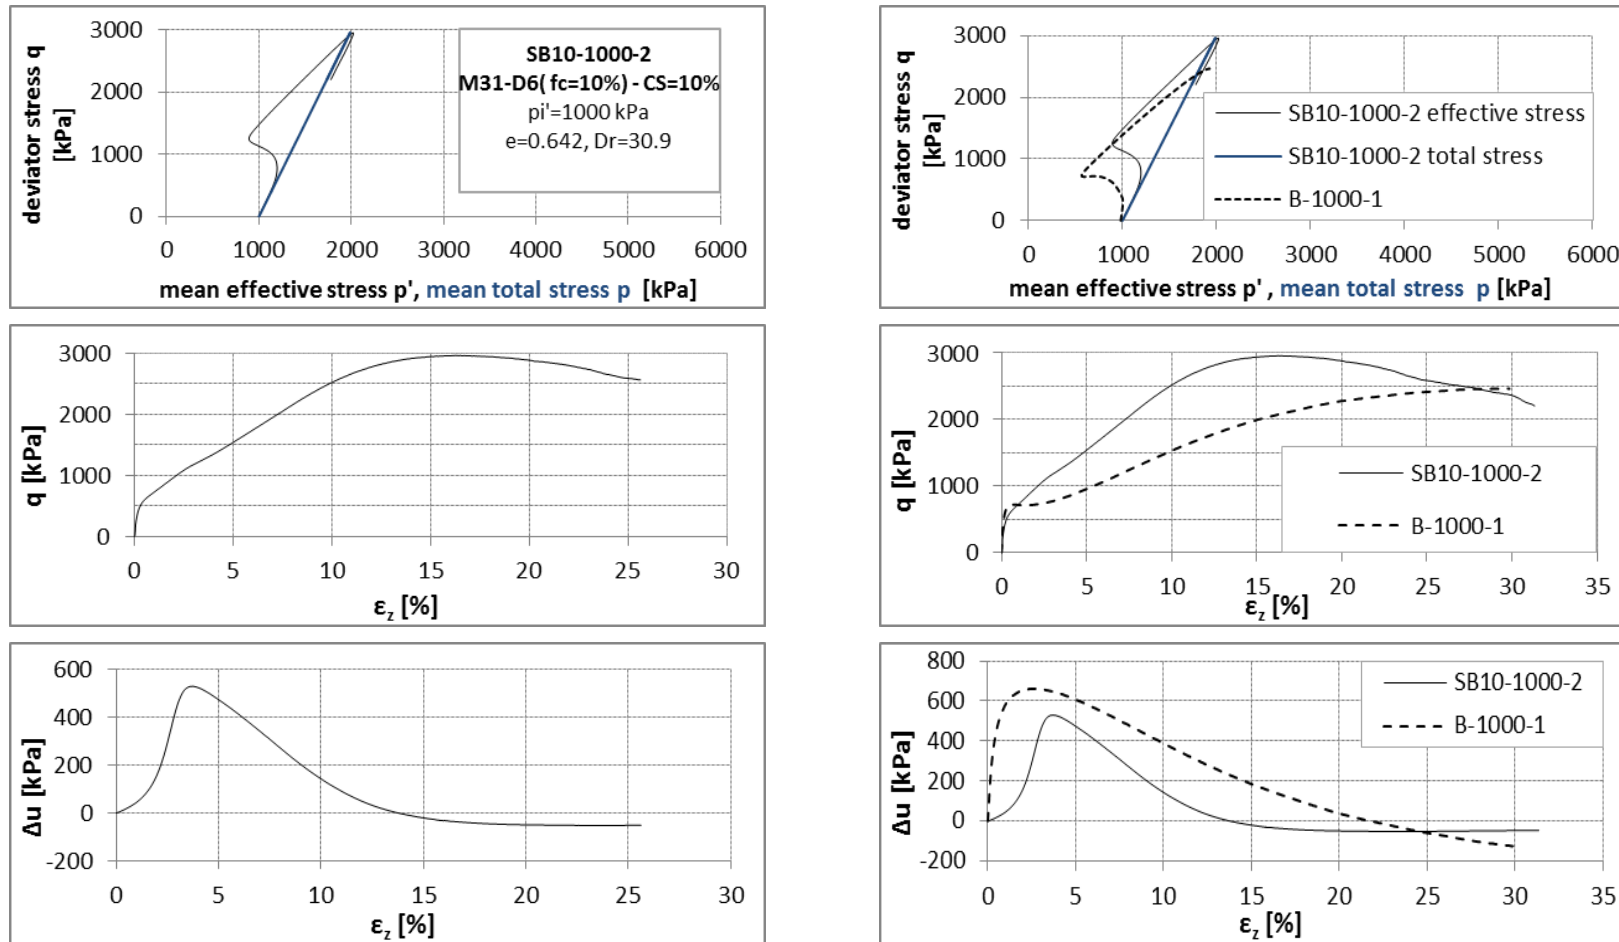 deviator stress q
[kPa]
3000
2000
1000
0
SB10-1000-2
M31-D6( fc=10%) - CS=10%
pi'=1000 kPa
e=0.642, Dr=30.9
0 1000 2000 3000 4000 5000 6000
mean effective stress p', mean total stress p [kPa]
deviator stress q
[kPa]
3000
2000
1000
0
SB10-1000-2 effective stress
SB10-1000-2 total stress
B-1000-1
0 1000 2000 3000 4000 5000 6000
mean effective stress p' , mean total stress p [kPa]
q [kPa]
3000
2000
1000
0
0 5 10 15 20 25 30
εz [%]
q [kPa]
3000
2000
1000
0
SB10-1000-2
B-1000-1
0 5 10 15 20 25 30 35
εz [%]
Δu [kPa]
600
400
200
0
-200
0 5 10 15 20 25 30
εz [%]
Δu [kPa]
800
600
400
200
0
-200
SB10-1000-2
B-1000-1
0 5 10 15 20 25 30 35
εz [%]